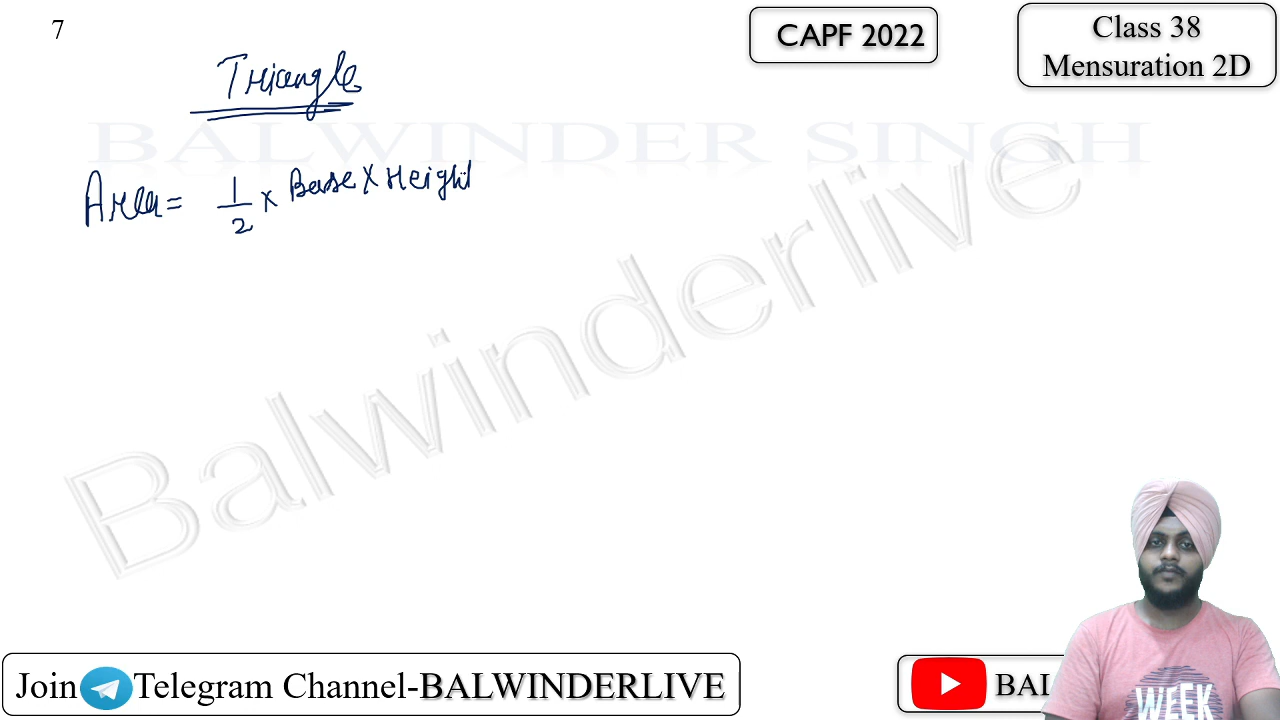 7
CAPF 2022
Class 38
Mensuration 2D
Triangle
BALWINDER SINGH
Area = 1/2 × Base × Height
Balwinderlive
Join Telegram Channel-BALWINDERLIVE
BAL
WEEK